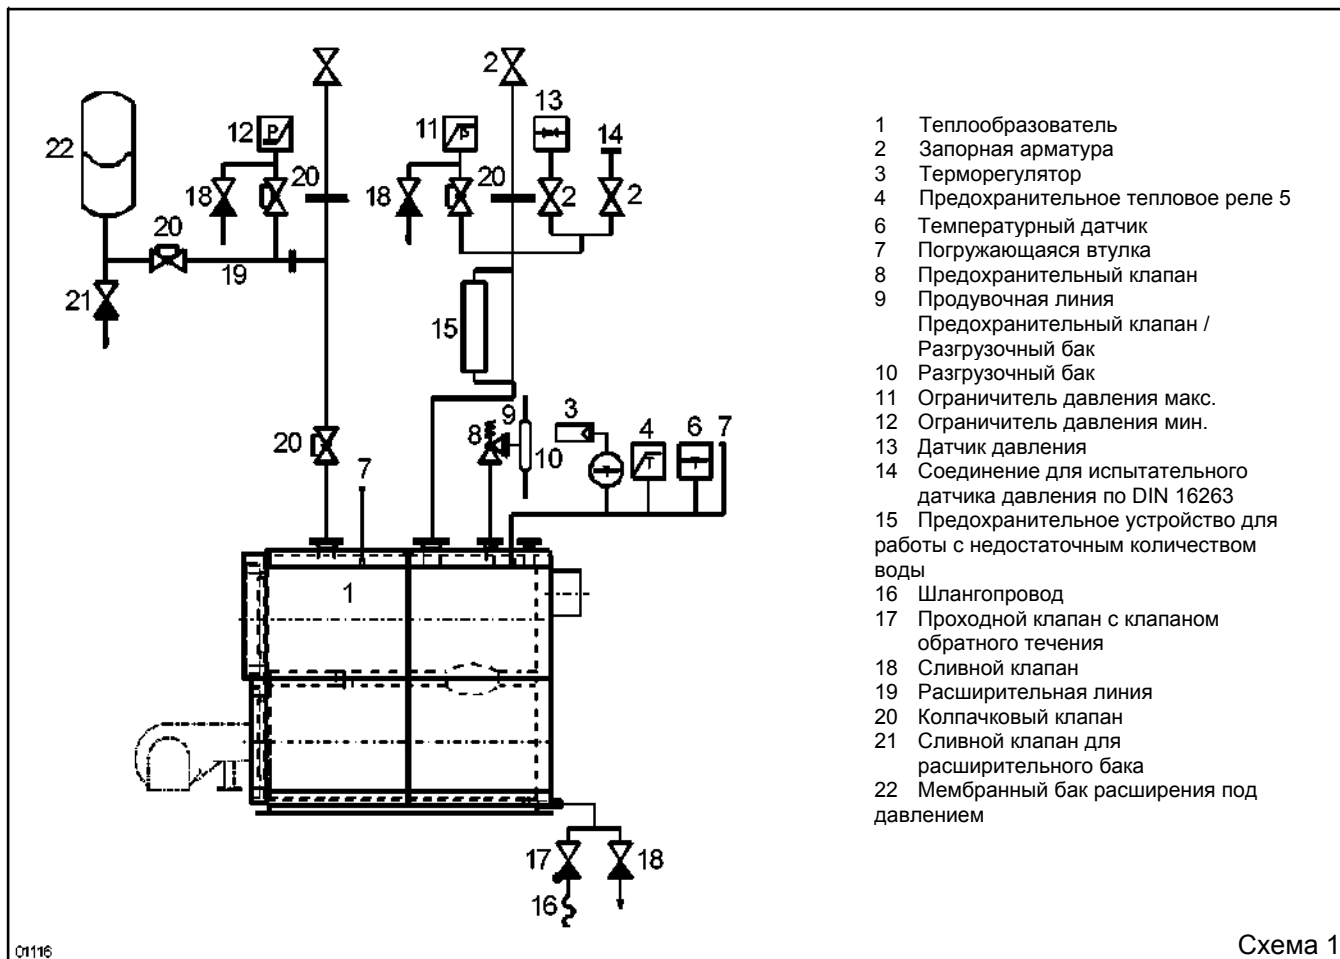 2
13
12
11
14
22
20
20
18
18
2
2
20
19
21
15
9
3
8
4
6
7
20
10
7
1
17
18
16
01116
1 Теплообразователь
2 Запорная арматура
3 Терморегулятор
4 Предохранительное тепловое реле 5
6 Температурный датчик
7 Погружающаяся втулка
8 Предохранительный клапан
9 Продувочная линия
Предохранительный клапан /
Разгрузочный бак
10 Разгрузочный бак
11 Ограничитель давления макс.
12 Ограничитель давления мин.
13 Датчик давления
14 Соединение для испытательного
датчика давления по DIN 16263
15 Предохранительное устройство для
работы с недостаточным количеством
воды
16 Шлангопровод
17 Проходной клапан с клапаном
обратного течения
18 Сливной клапан
19 Расширительная линия
20 Колпачковый клапан
21 Сливной клапан для
расширительного бака
22 Мембранный бак расширения под
давлением
Схема 1